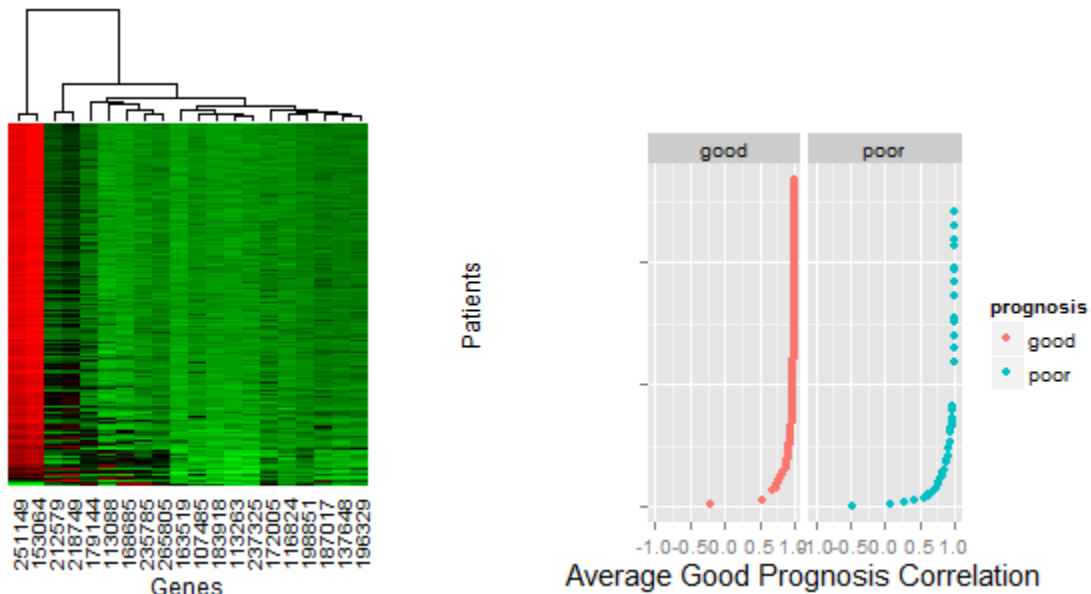 251149
153064
212579
218749
179144
113088
168685
235785
265805
163519
107485
183918
113263
237325
172005
116824
198851
187017
137648
196329
Genes
Patients
good
poor
-1.0 -0.5 0.0 0.5 1.0
-1.0 -0.5 0.0 0.5 1.0
Average Good Prognosis Correlation
prognosis
good
poor